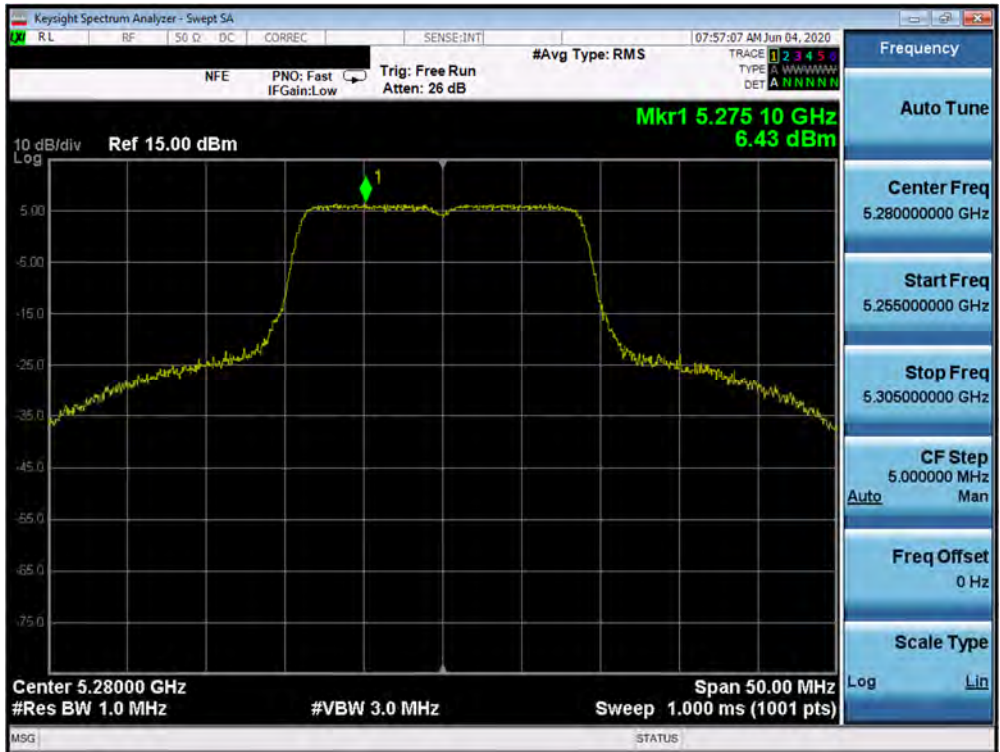 Keysight Spectrum Analyzer - Swept SA
RL RF 50 Ω DC CORREC SENSE:INT 07:57:07 AM Jun 04, 2020
#Avg Type: RMS TRACE 1 2 3 4 5 6
NFE PNO: Fast Trig: Free Run TYPE A WWWWW
IFGain:Low Atten: 26 dB DET A N N N N N
Mkr1 5.275 10 GHz
6.43 dBm
10 dB/div Ref 15.00 dBm
Log
1
5.00
-5.00
-15.0
-25.0
-35.0
-45.0
-55.0
-65.0
-75.0
Center 5.28000 GHz Span 50.00 MHz
#Res BW 1.0 MHz #VBW 3.0 MHz Sweep 1.000 ms (1001 pts)
MSG STATUS
Frequency
Auto Tune
Center Freq
5.280000000 GHz
Start Freq
5.255000000 GHz
Stop Freq
5.305000000 GHz
CF Step
5.000000 MHz
Auto Man
Freq Offset
0 Hz
Scale Type
Log Lin